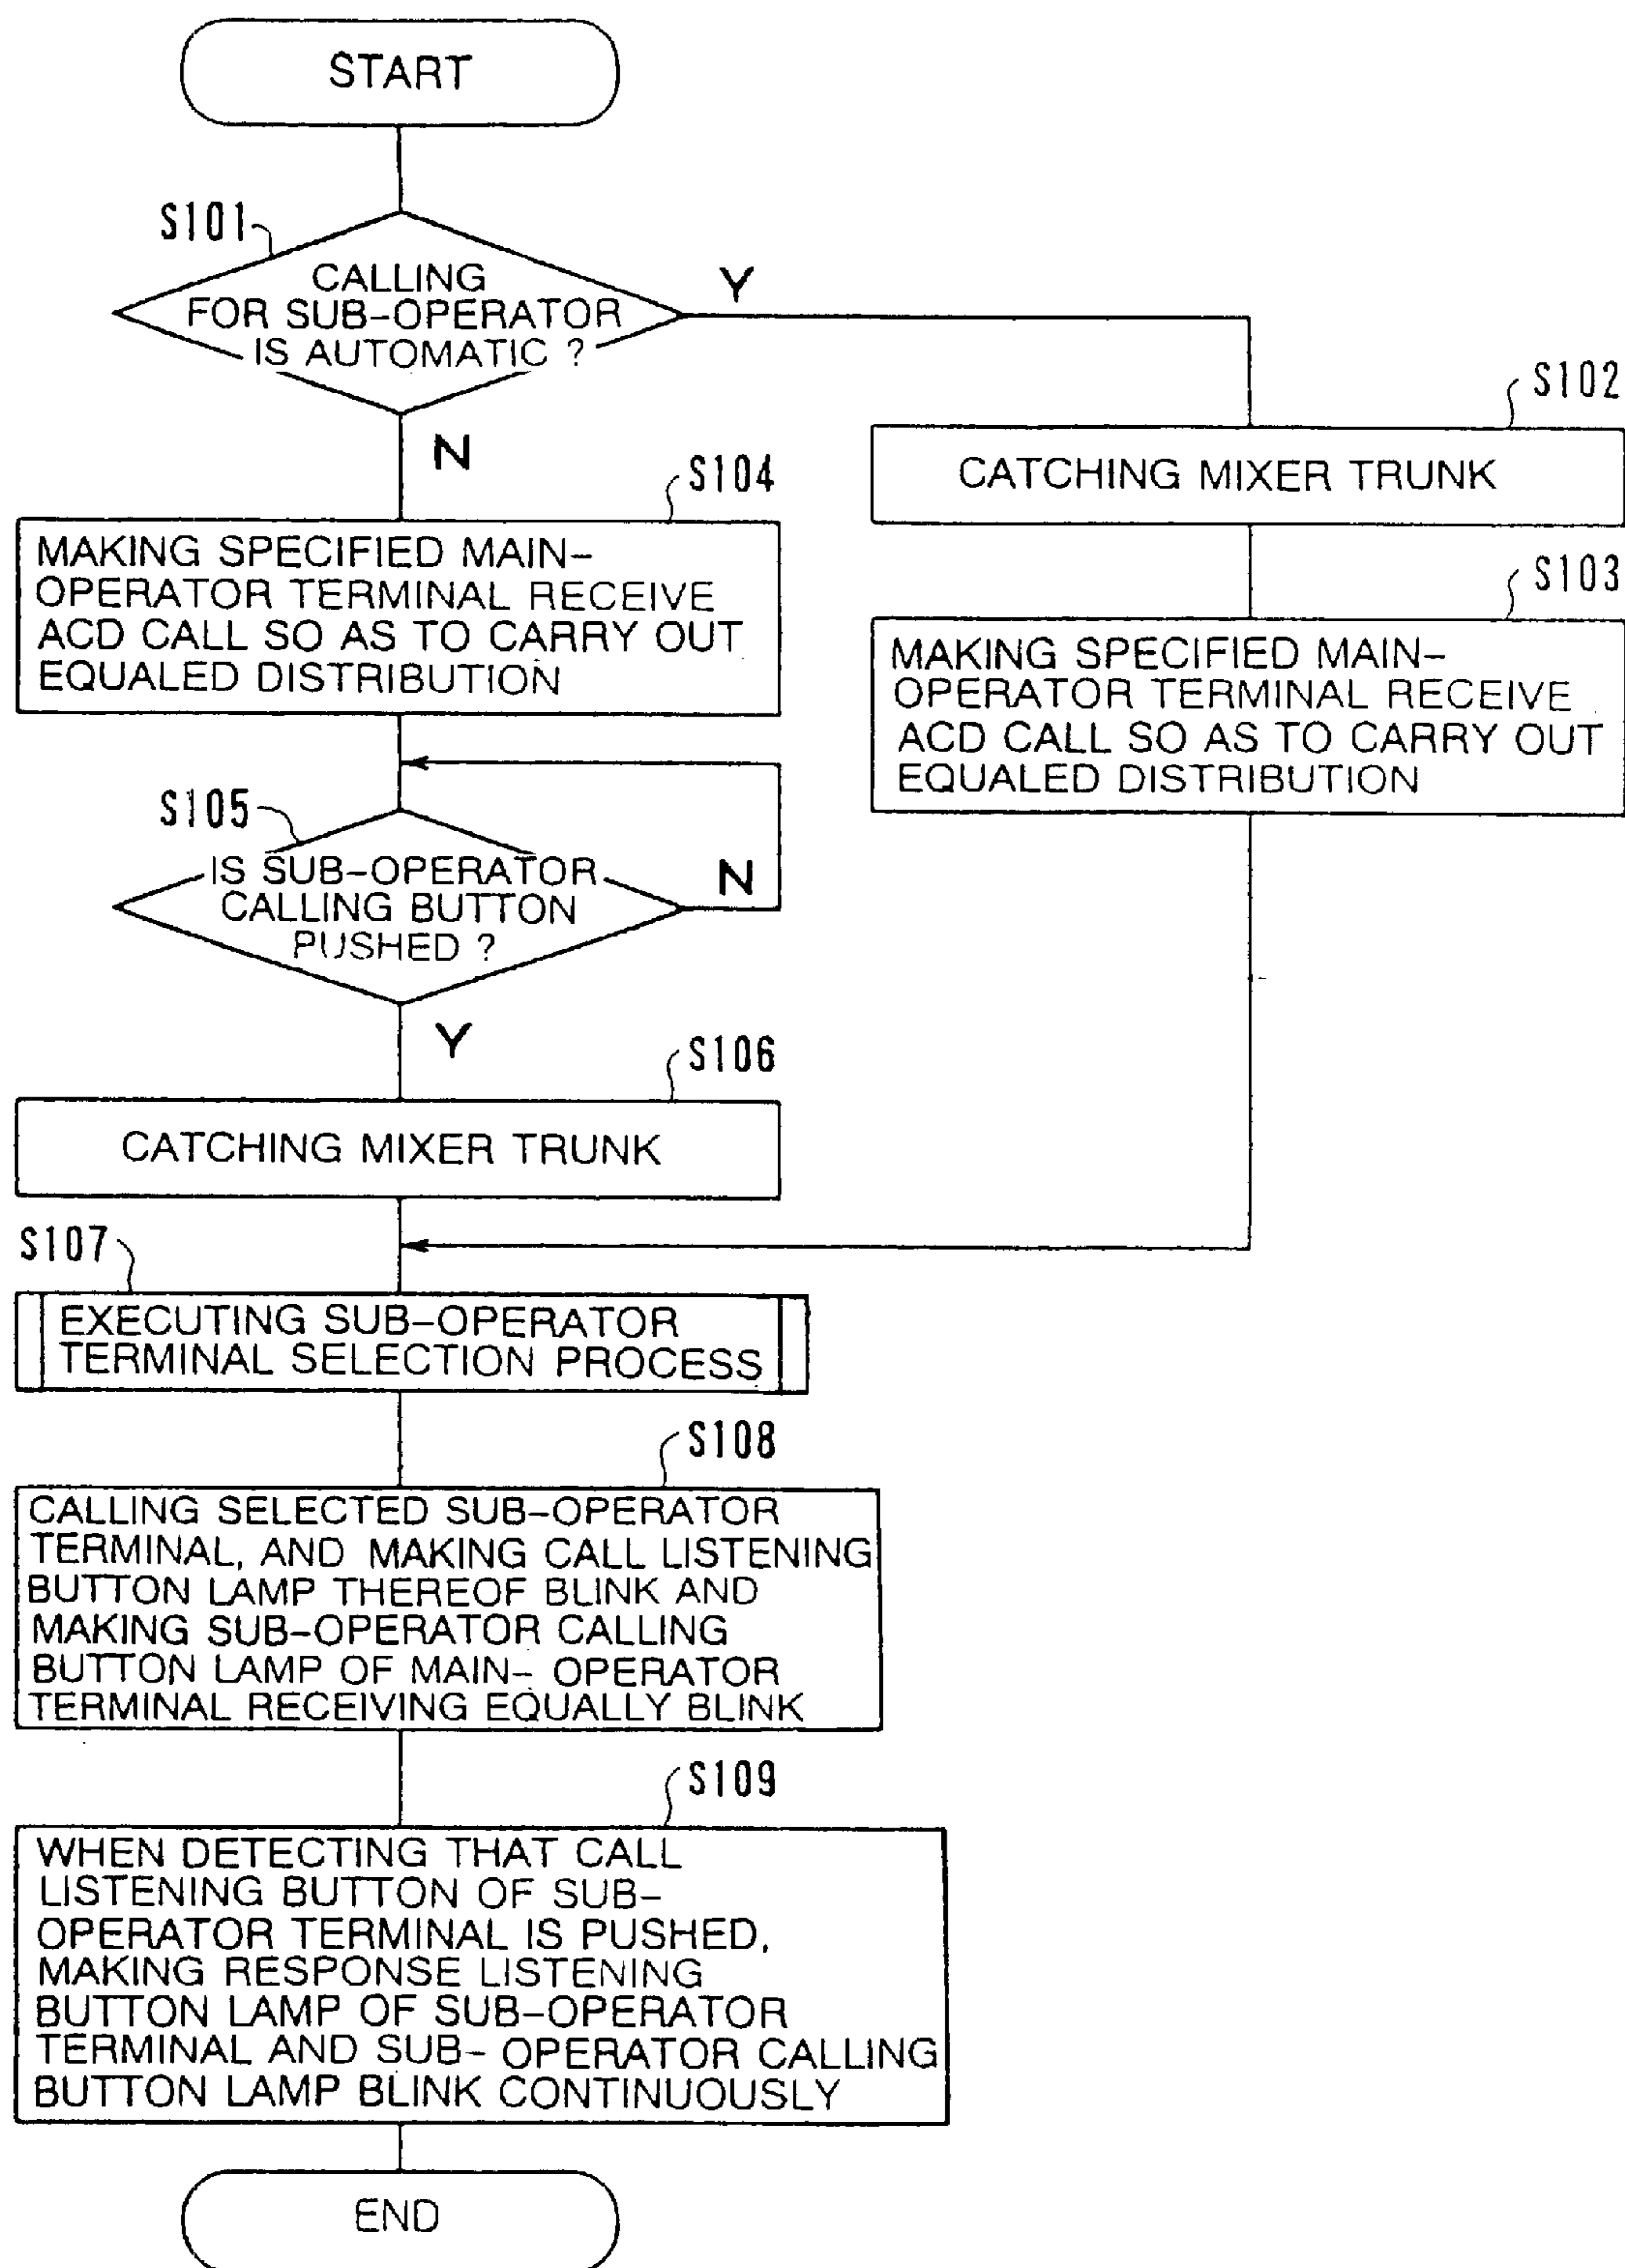 START
S101
CALLING
FOR SUB-OPERATOR
IS AUTOMATIC ?
Y
N
S102
CATCHING MIXER TRUNK
S103
MAKING SPECIFIED MAIN-
OPERATOR TERMINAL RECEIVE
ACD CALL SO AS TO CARRY OUT
EQUALED DISTRIBUTION
S104
MAKING SPECIFIED MAIN-
OPERATOR TERMINAL RECEIVE
ACD CALL SO AS TO CARRY OUT
EQUALED DISTRIBUTION
S105
IS SUB-OPERATOR
CALLING BUTTON
PUSHED ?
N
Y
S106
CATCHING MIXER TRUNK
S107
EXECUTING SUB-OPERATOR
TERMINAL SELECTION PROCESS
S108
CALLING SELECTED SUB-OPERATOR
TERMINAL, AND MAKING CALL LISTENING
BUTTON LAMP THEREOF BLINK AND
MAKING SUB-OPERATOR CALLING
BUTTON LAMP OF MAIN- OPERATOR
TERMINAL RECEIVING EQUALLY BLINK
S109
WHEN DETECTING THAT CALL
LISTENING BUTTON OF SUB-
OPERATOR TERMINAL IS PUSHED,
MAKING RESPONSE LISTENING
BUTTON LAMP OF SUB-OPERATOR
TERMINAL AND SUB- OPERATOR CALLING
BUTTON LAMP BLINK CONTINUOUSLY
END